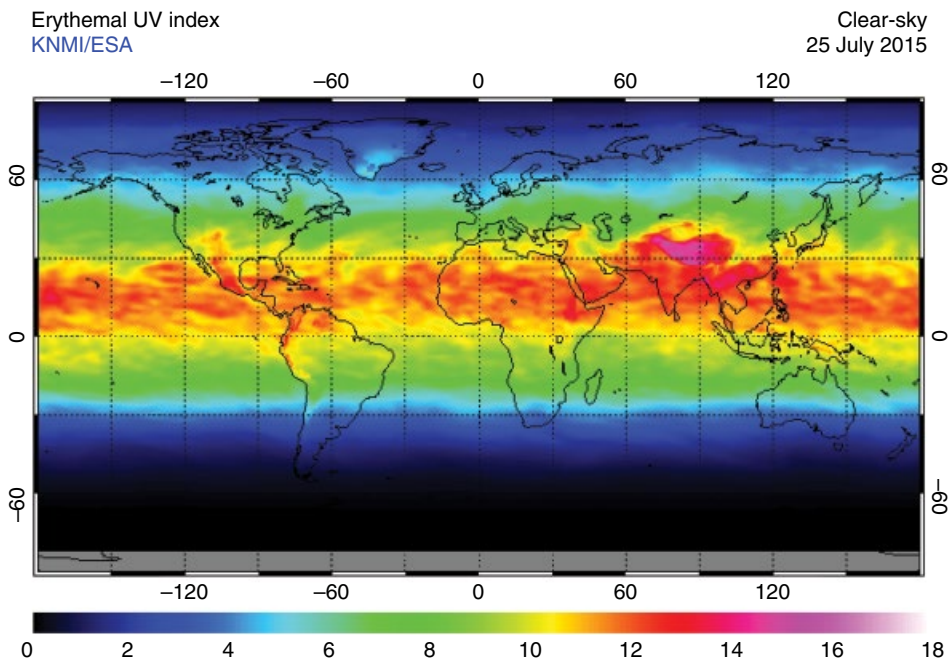 Erythemal UV index
KNMI/ESA
Clear-sky
25 July 2015
–120 –60 0 60 120
60 60
0 0
–60 –60
–120 –60 0 60 120
0 2 4 6 8 10 12 14 16 18